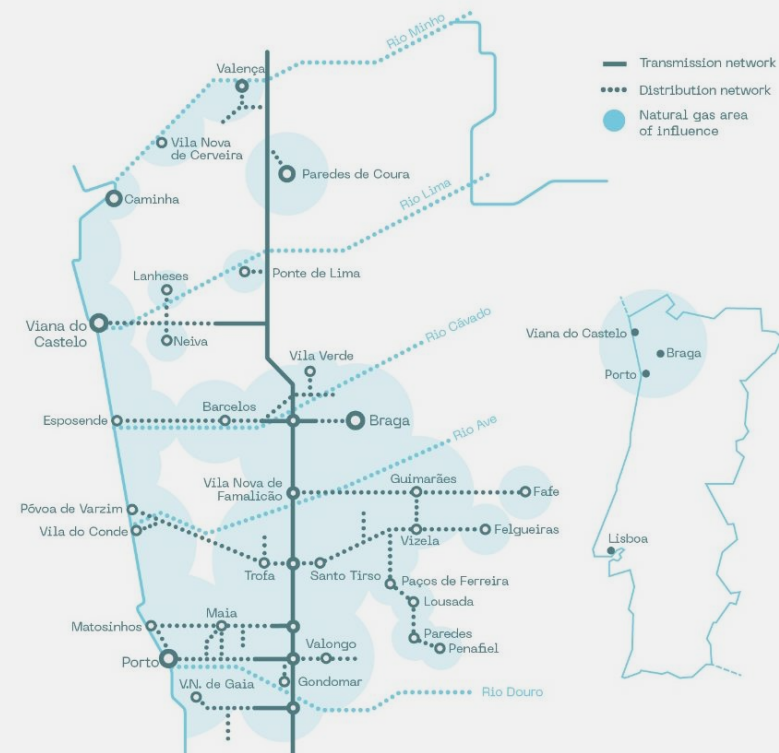 Rio Minho
Valença
Transmission network
Distribution network
Natural gas area
of influence
Vila Nova
de Cerveira
Paredes de Coura
Caminha
Rio Lima
Lanheses
Ponte de Lima
Viana do
Castelo
Neiva
Rio Cávado
Vila Verde
Viana do Castelo
Braga
Porto
Esposende
Barcelos
Braga
Rio Ave
Vila Nova de
Famalicão
Guimarães
Fafe
Póvoa de Varzim
Vila do Conde
Vizela
Felgueiras
Lisboa
Trofa
Santo Tirso
Paços de Ferreira
Lousada
Matosinhos
Maia
Paredes
Penafiel
Porto
Valongo
V.N. de Gaia
Gondomar
Rio Douro